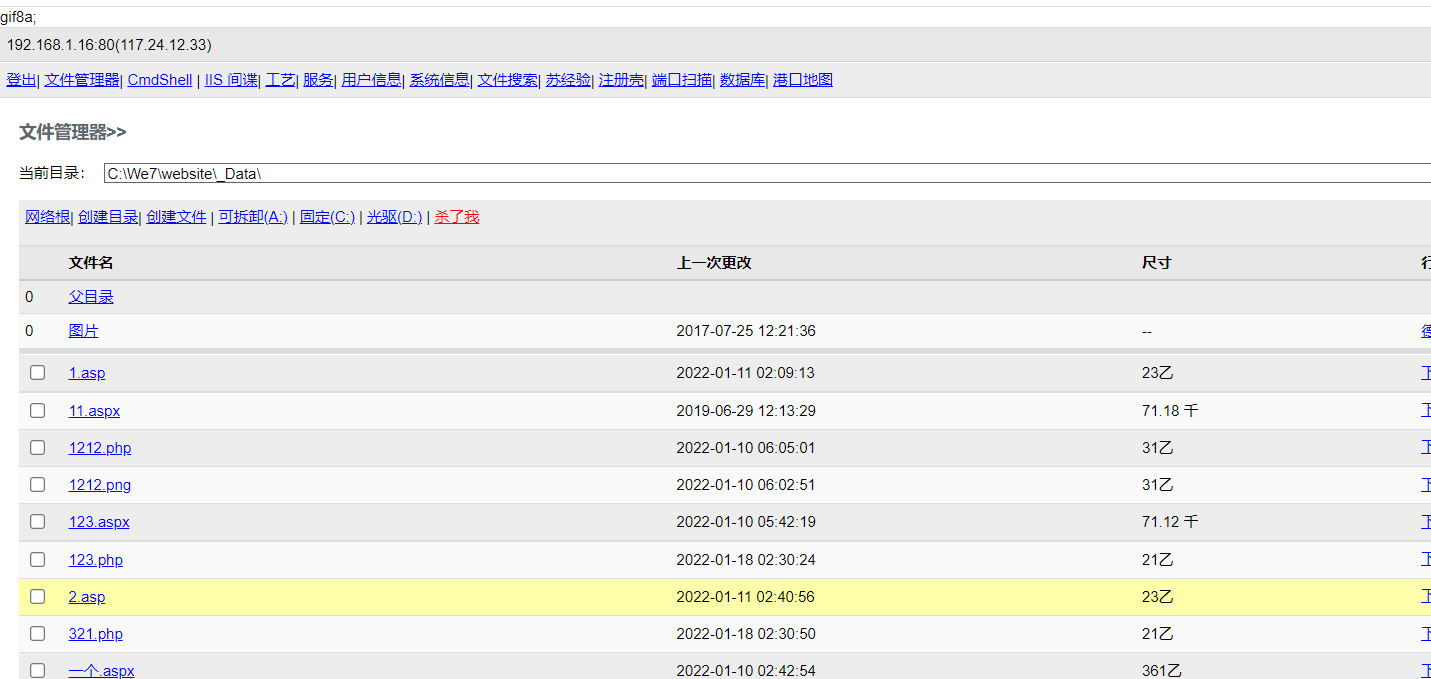 gif8a;
192.168.1.16:80(117.24.12.33)
登出| 文件管理器| CmdShell | IIS 间谍| 工艺| 服务| 用户信息| 系统信息| 文件搜索| 苏经验| 注册壳| 端口扫描| 数据库| 港口地图
文件管理器>>
当前目录： C:\We7\website\_Data\
网络根| 创建目录| 创建文件 | 可拆卸(A:) | 固定(C:) | 光驱(D:) | 杀了我
文件名 上一次更改 尺寸 行
0 父目录
0 图片 2017-07-25 12:21:36 --
1.asp 2022-01-11 02:09:13 23乙 下
11.aspx 2019-06-29 12:13:29 71.18 千 下
1212.php 2022-01-10 06:05:01 31乙 下
1212.png 2022-01-10 06:02:51 31乙 下
123.aspx 2022-01-10 05:42:19 71.12 千 下
123.php 2022-01-18 02:30:24 21乙 下
2.asp 2022-01-11 02:40:56 23乙 下
321.php 2022-01-18 02:30:50 21乙 下
一个.aspx 2022-01-10 02:42:54 361乙 下